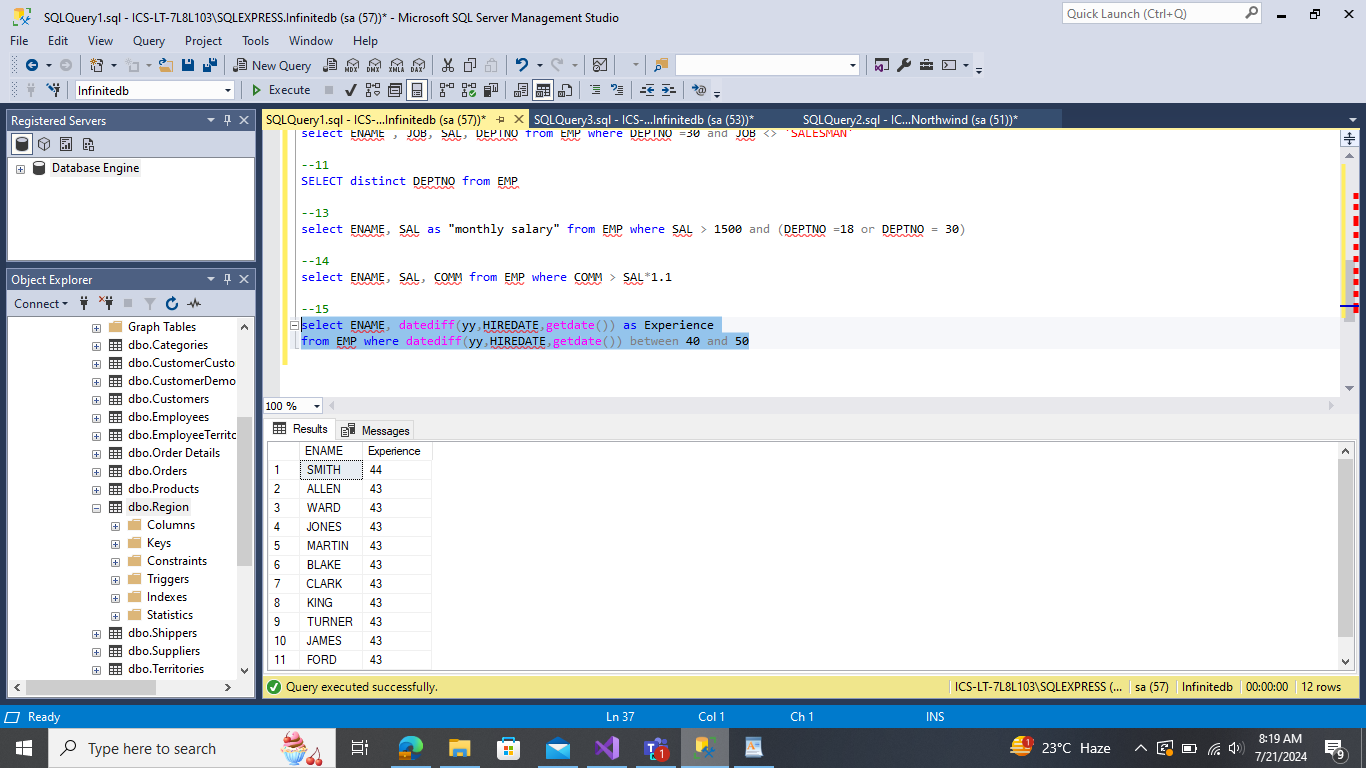 SQLQuery1.sql - ICS-LT-7L8L103\SQLEXPRESS.Infinitedb (sa (57))* - Microsoft SQL Server Management Studio
Quick Launch (Ctrl+Q)
File Edit View Query Project Tools Window Help
New Query
MDX DMX XMLA DAX
Infinitedb
Execute
Registered Servers
Database Engine
Object Explorer
Connect
Graph Tables
dbo.Categories
dbo.CustomerCusto
dbo.CustomerDemo
dbo.Customers
dbo.Employees
dbo.EmployeeTerritc
dbo.Order Details
dbo.Orders
dbo.Products
dbo.Region
Columns
Keys
Constraints
Triggers
Indexes
Statistics
dbo.Shippers
dbo.Suppliers
dbo.Territories
SQLQuery1.sql - ICS-...Infinitedb (sa (57))*
SQLQuery3.sql - ICS-...Infinitedb (sa (53))*
SQLQuery2.sql - IC...Northwind (sa (51))*
select ENAME , JOB, SAL, DEPTNO from EMP where DEPTNO =30 and JOB <> 'SALESMAN'
--11
SELECT distinct DEPTNO from EMP
--13
select ENAME, SAL as "monthly salary" from EMP where SAL > 1500 and (DEPTNO =18 or DEPTNO = 30)
--14
select ENAME, SAL, COMM from EMP where COMM > SAL*1.1
--15
select ENAME, datediff(yy,HIREDATE,getdate()) as Experience
from EMP where datediff(yy,HIREDATE,getdate()) between 40 and 50
100 %
Results Messages
ENAME Experience
1 SMITH 44
2 ALLEN 43
3 WARD 43
4 JONES 43
5 MARTIN 43
6 BLAKE 43
7 CLARK 43
8 KING 43
9 TURNER 43
10 JAMES 43
11 FORD 43
Query executed successfully.
ICS-LT-7L8L103\SQLEXPRESS (... sa (57) Infinitedb 00:00:00 12 rows
Ready
Ln 37 Col 1 Ch 1 INS
Type here to search
1
23°C Haze
8:19 AM
7/21/2024
9